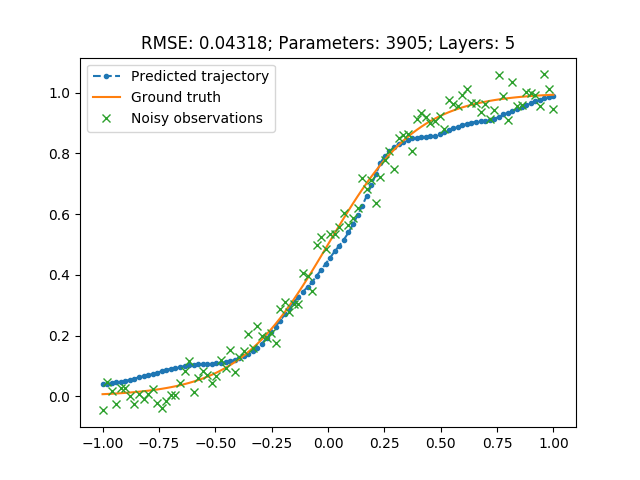 RMSE: 0.04318; Parameters: 3905; Layers: 5
Predicted trajectory
Ground truth
Noisy observations
1.0
0.8
0.6
0.4
0.2
0.0
−1.00 −0.75 −0.50 −0.25 0.00 0.25 0.50 0.75 1.00